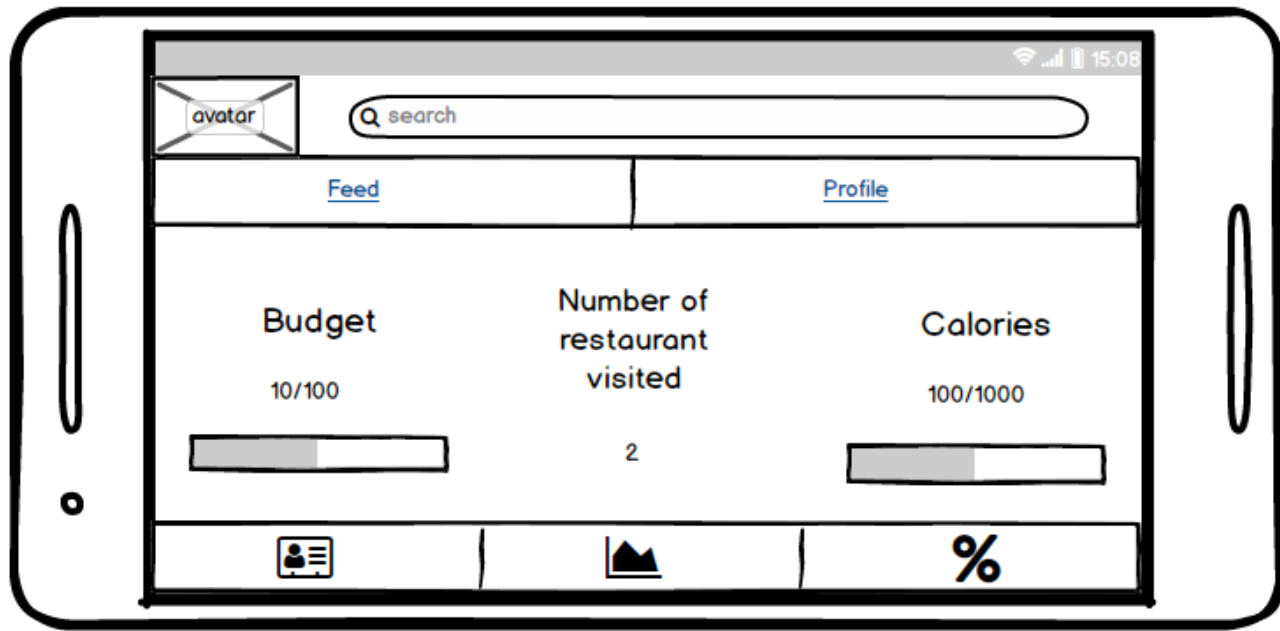 15:08
avatar
search
Feed
Profile
Budget
10/100
Number of
restaurant
visited
2
Calories
100/1000
%